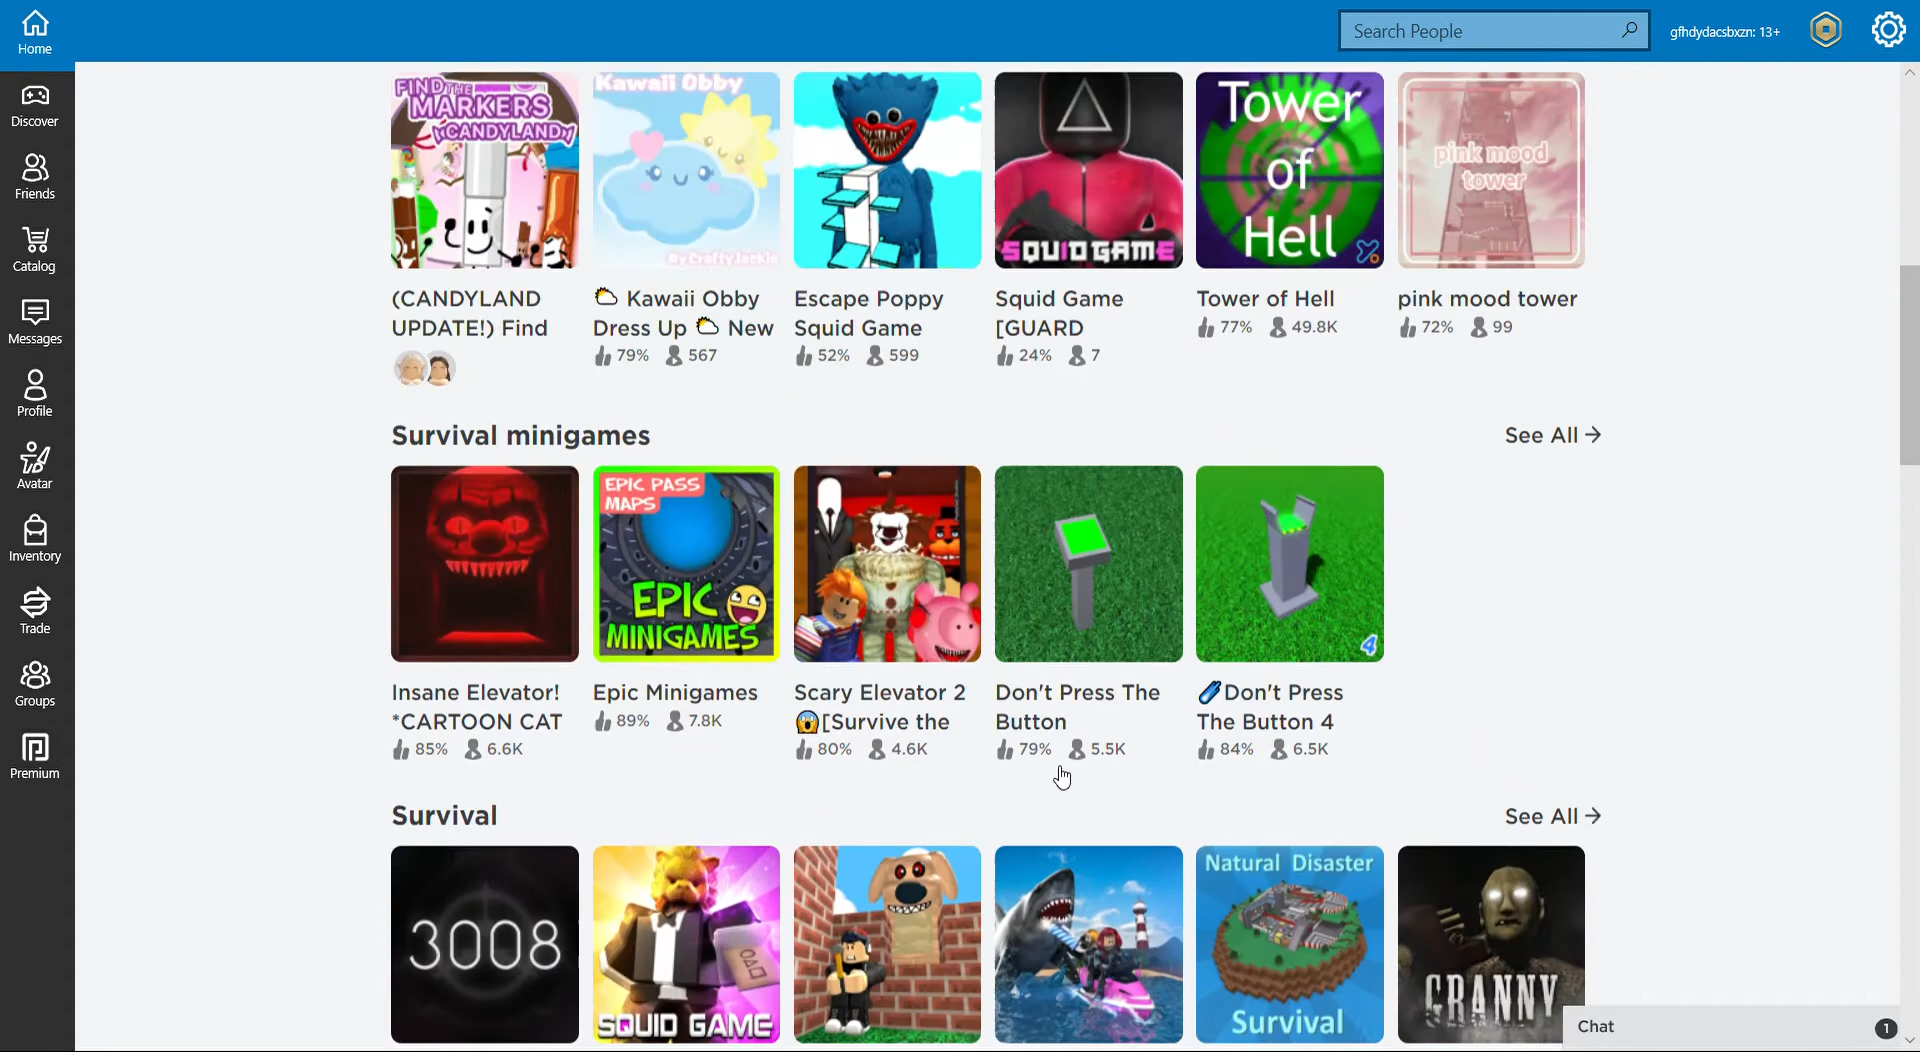 Home
Search People
gfhdydacsbxzn: 13+
Discover
Friends
Catalog
Messages
Profile
Avatar
Inventory
Trade
Groups
Premium
FIND THE
MARKERS
(CANDYLAND)
Kawaii Obby
By CraftyJackie
SQUID GAME
Tower
of
Hell
pink mood
tower
(CANDYLAND
UPDATE!) Find
Kawaii Obby
Dress Up New
79% 567
Escape Poppy
Squid Game
52% 599
Squid Game
[GUARD
24% 7
Tower of Hell
77% 49.8K
pink mood tower
72% 99
Survival minigames
See All
EPIC PASS
MAPS
EPIC
MINIGAMES
4
Insane Elevator!
*CARTOON CAT
85% 6.6K
Epic Minigames
89% 7.8K
Scary Elevator 2
[Survive the
80% 4.6K
Don't Press The
Button
79% 5.5K
Don't Press
The Button 4
84% 6.5K
Survival
See All
3008
SQUID GAME
Natural Disaster
Survival
GRANNY
Chat
1